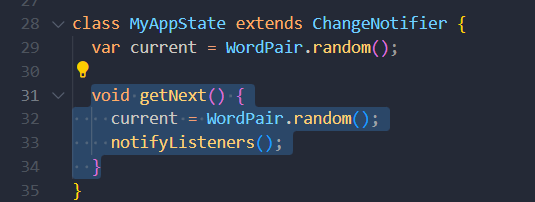 28 class MyAppState extends ChangeNotifier {
29 var current = WordPair.random();
30
31 void getNext() {
32 current = WordPair.random();
33 notifyListeners();
34 }
35 }